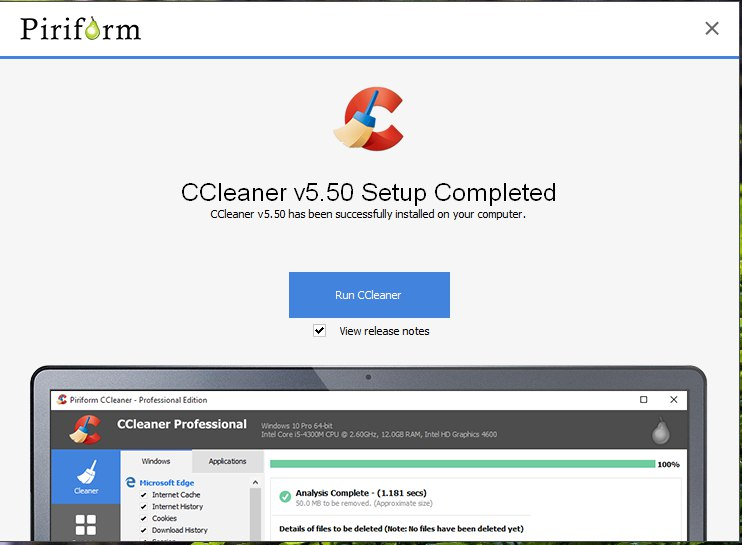 Piriform
CCleaner v5.50 Setup Completed
CCleaner v5.50 has been successfully installed on your computer.
Run CCleaner
View release notes
Piriform CCleaner - Professional Edition
CCleaner Professional
Windows 10 Pro 64-bit
Intel Core i5-4300M CPU @ 2.60GHz, 12.0GB RAM, Intel HD Graphics 4600
Cleaner
Windows
Applications
Microsoft Edge
Internet Cache
Internet History
Cookies
Download History
100%
Analysis Complete - (1.181 secs)
50.0 MB to be removed. (Approximate size)
Details of files to be deleted (Note: No files have been deleted yet)